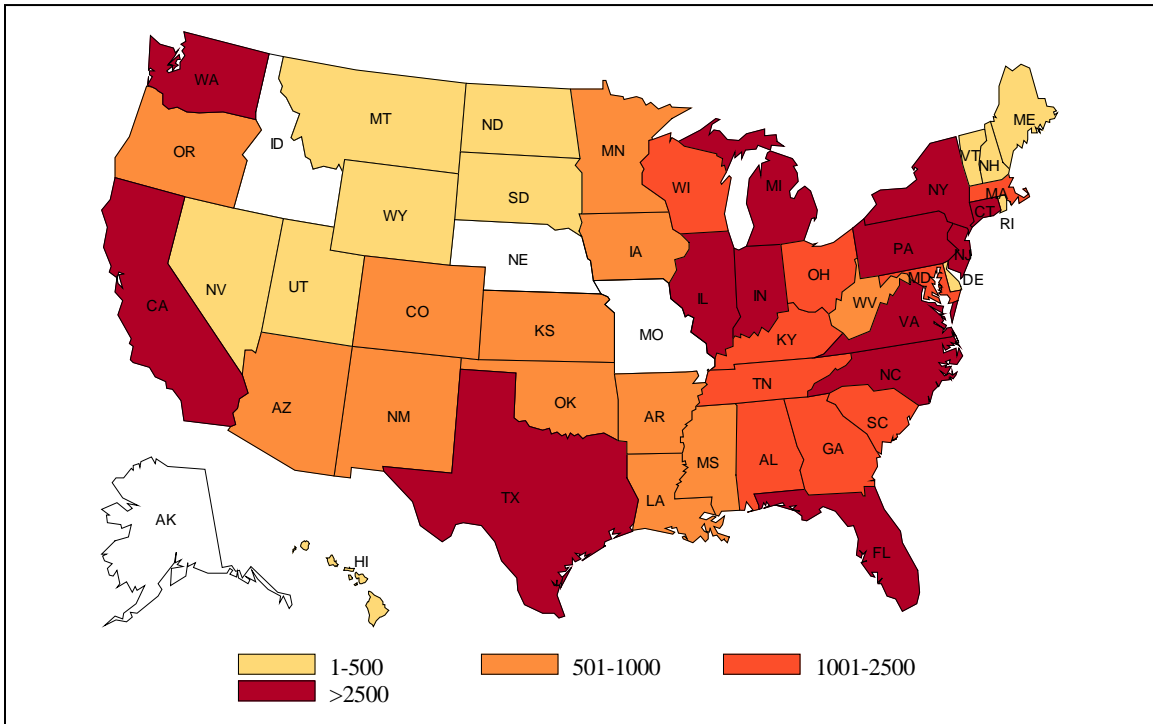 WA
MT
ND
MN
ME
ID
OR
VT
NH
WI
MI
NY
MA
SD
WY
CT
RI
PA
NJ
IA
NE
OH
MD
DE
NV
UT
IL
IN
WV
CA
CO
KS
MO
VA
KY
NC
TN
OK
AR
AZ
NM
SC
GA
MS
AL
TX
LA
AK
FL
HI
1-500
501-1000
1001-2500
>2500